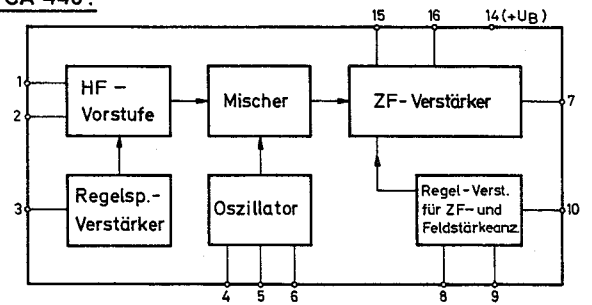 CA 440:
15 16 14 (+UB)
1
HF -
Vorstufe
2
Mischer
ZF-Verstärker
7
3
Regelsp.-
Verstärker
Oszillator
Regel-Verst.
für ZF- und
Feldstärkeanz.
10
4 5 6 8 9